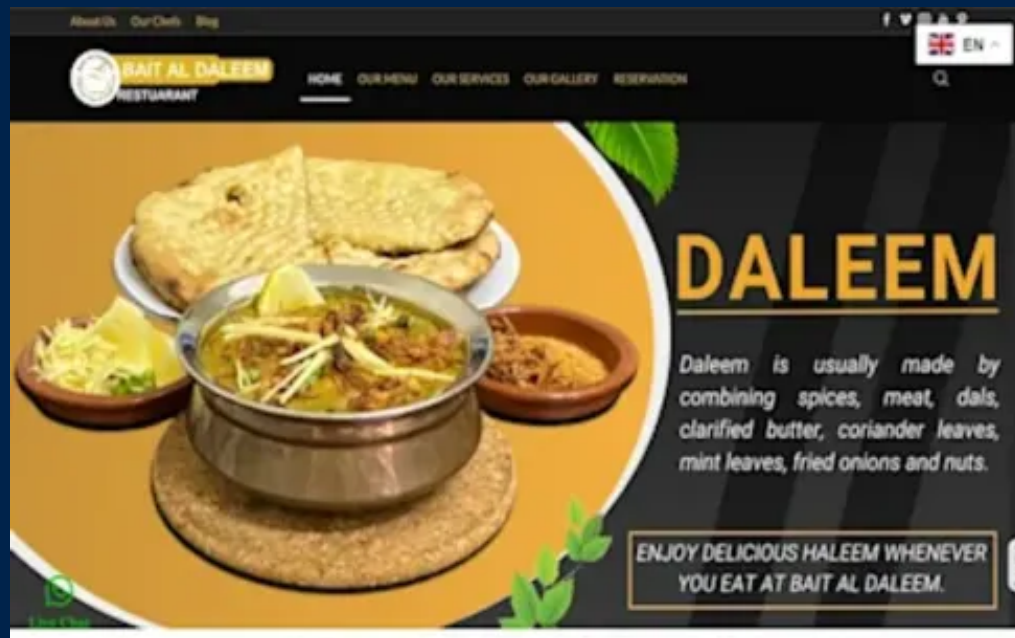 About Us Our Chefs Blog
EN
BAIT AL DALEEM
RESTUARANT
HOME OUR MENU OUR SERVICES OUR GALLERY RESERVATION
DALEEM
Daleem is usually made by
combining spices, meat, dals,
clarified butter, coriander leaves,
mint leaves, fried onions and nuts.
ENJOY DELICIOUS HALEEM WHENEVER
YOU EAT AT BAIT AL DALEEM.
Live Chat